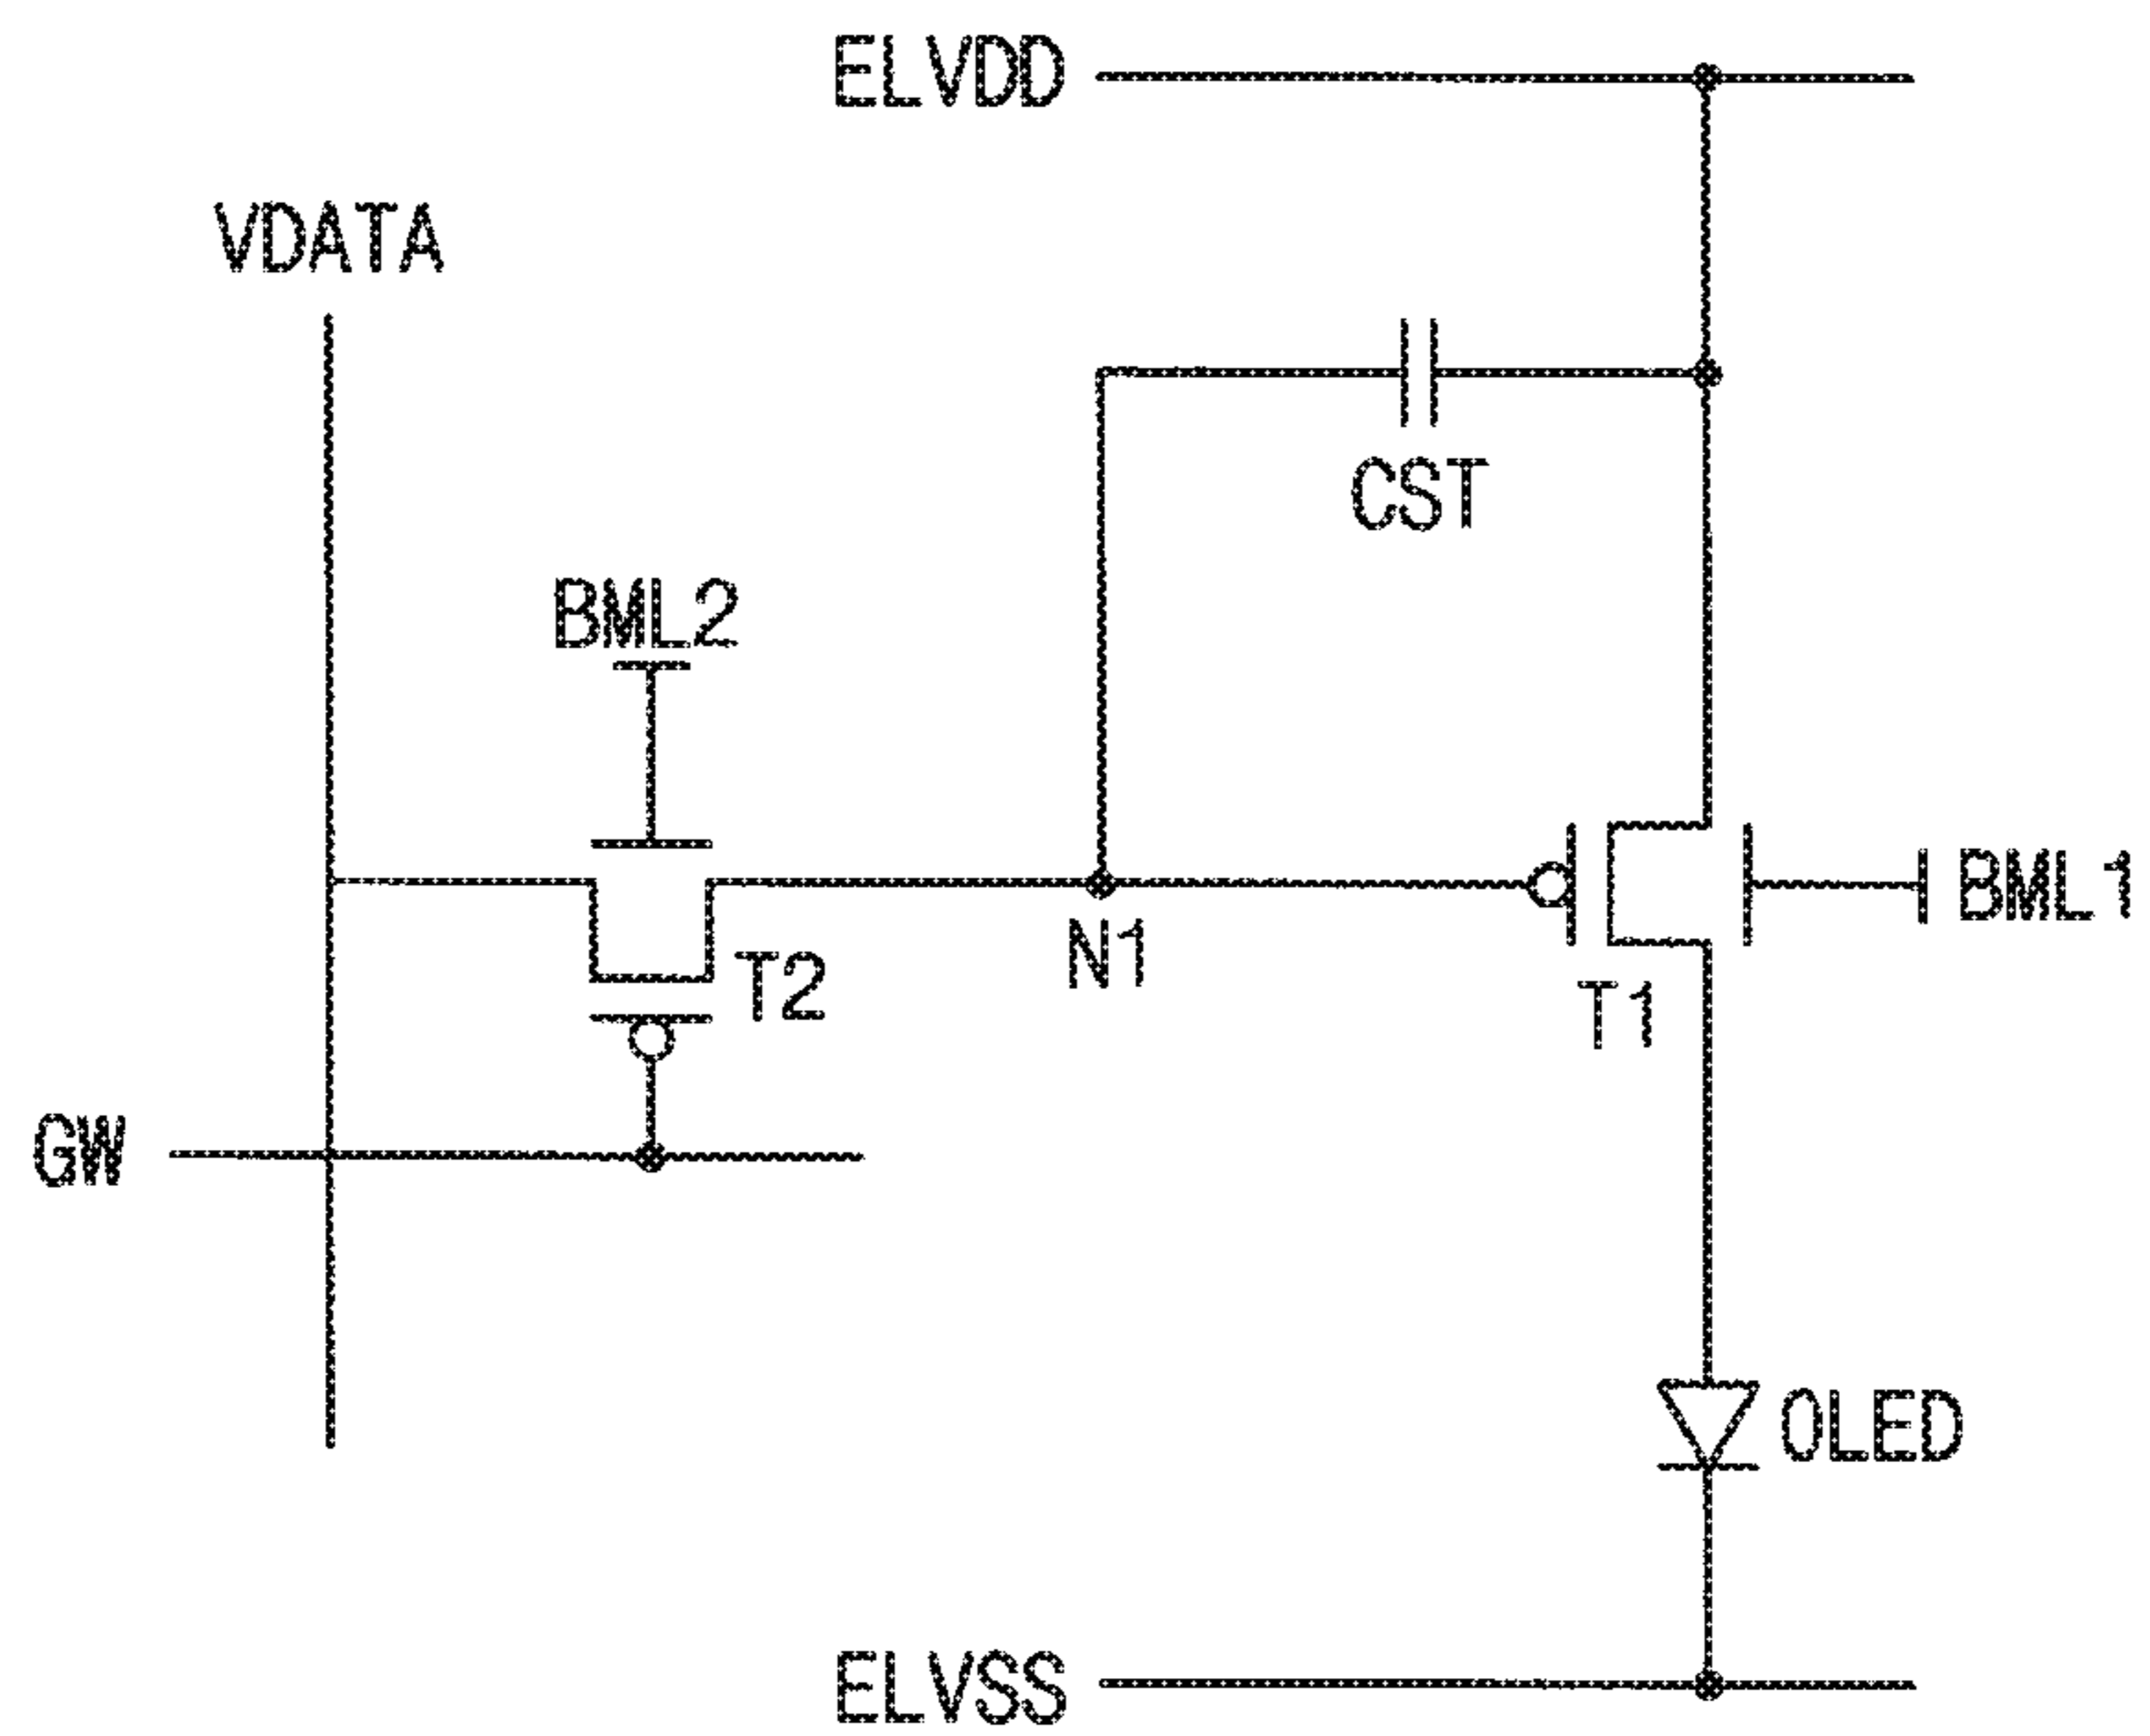 ELVDD
VDATA
CST
BML2
BML1
N1
T2
T1
GW
OLED
ELVSS